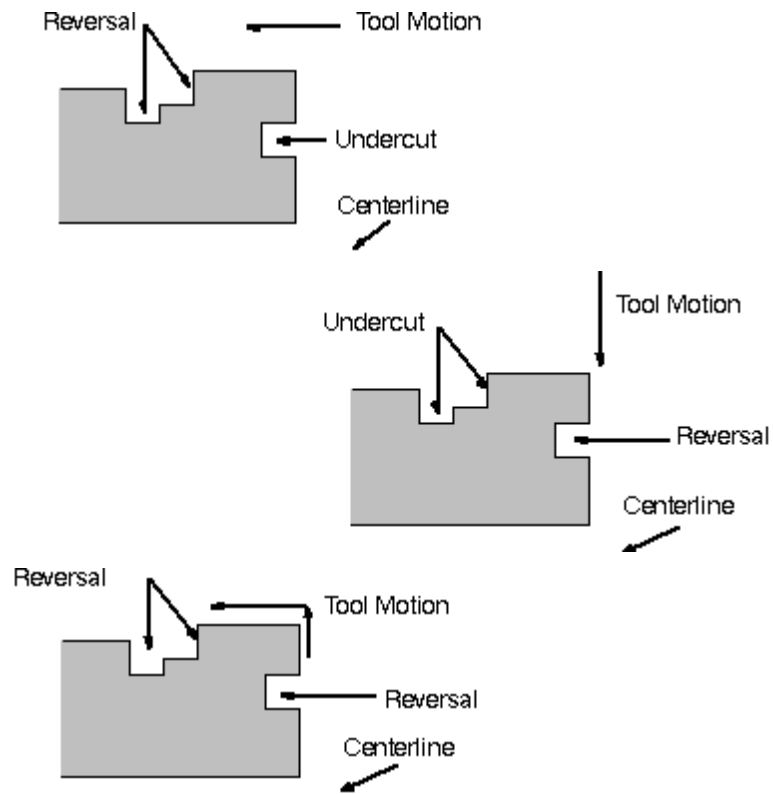 Reversal
Tool Motion
Undercut
Centerline
Tool Motion
Undercut
Reversal
Centerline
Reversal
Tool Motion
Reversal
Centerline